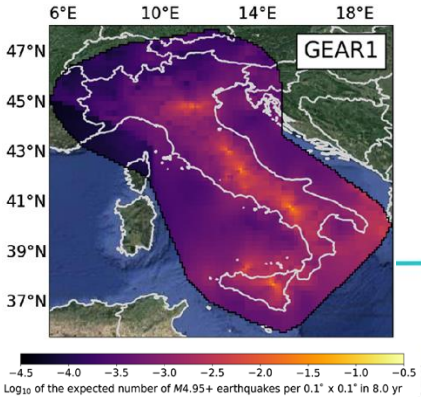 6°E 10°E 14°E 18°E
GEAR1
47°N
45°N
43°N
41°N
39°N
37°N
−4.5 −4.0 −3.5 −3.0 −2.5 −2.0 −1.5 −1.0 −0.5
Log₁₀ of the expected number of M4.95+ earthquakes per 0.1° x 0.1° in 8.0 yr